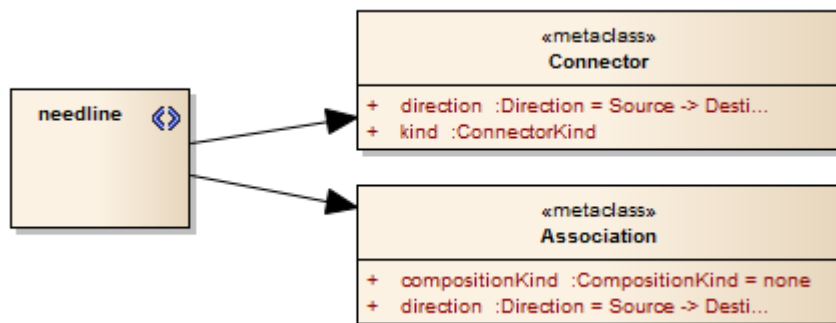 «metaclass»
Connector
+ direction :Direction = Source -> Desti...
+ kind :ConnectorKind
needline
«metaclass»
Association
+ compositionKind :CompositionKind = none
+ direction :Direction = Source -> Desti...